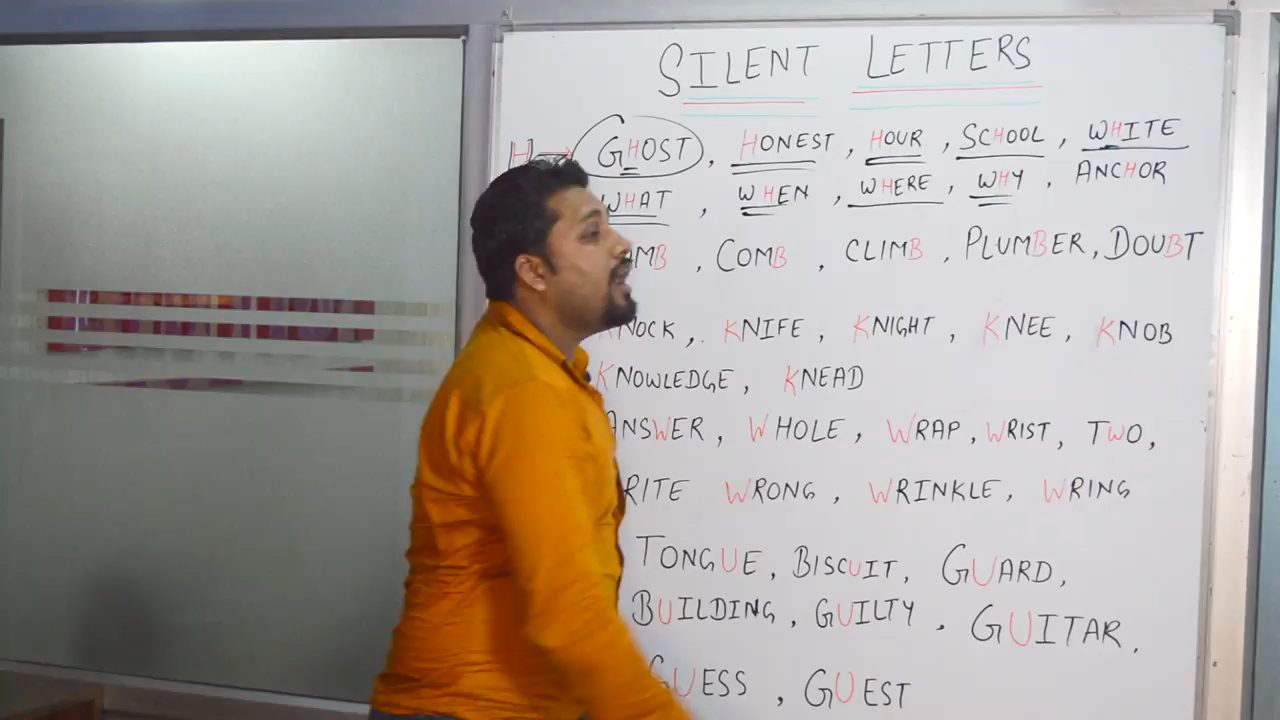 SILENT LETTERS
H → GHOST, HONEST, HOUR, SCHOOL, WHITE
WHAT, WHEN, WHERE, WHY, ANCHOR
MB, COMB, CLIMB, PLUMBER, DOUBT
KNOCK, KNIFE, KNIGHT, KNEE, KNOB
KNOWLEDGE, KNEAD
ANSWER, WHOLE, WRAP, WRIST, TWO,
RITE WRONG, WRINKLE, WRING
TONGUE, BISCUIT, GUARD,
BUILDING, GUILTY, GUITAR,
GUESS, GUEST